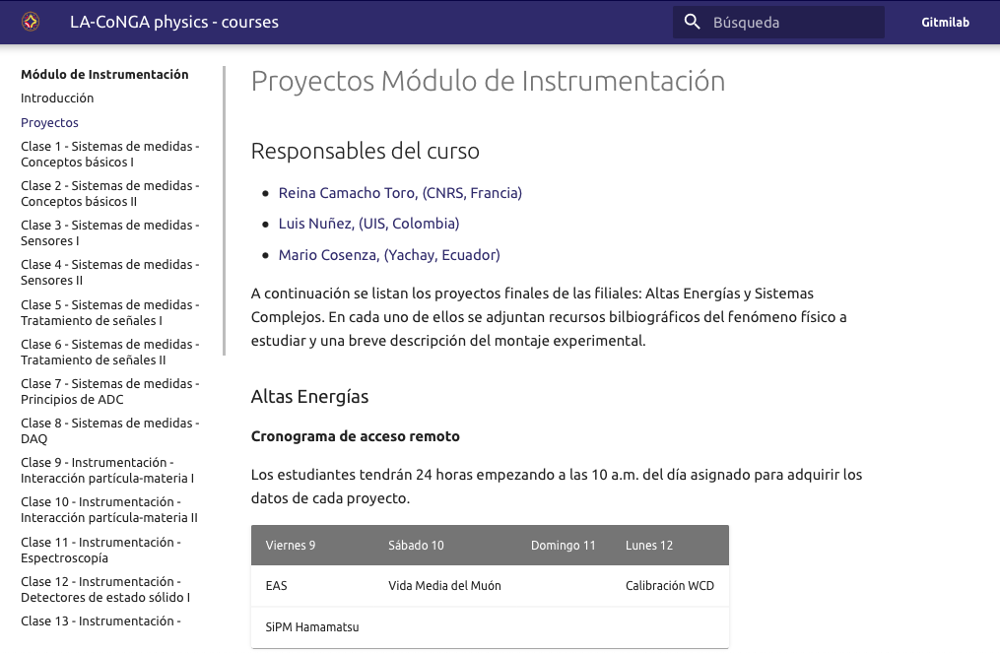 LA-CoNGA physics - courses
Búsqueda
Gitmilab
Módulo de Instrumentación
Introducción
Proyectos
Clase 1 - Sistemas de medidas -
Conceptos básicos I
Clase 2 - Sistemas de medidas -
Conceptos básicos II
Clase 3 - Sistemas de medidas -
Sensores I
Clase 4 - Sistemas de medidas -
Sensores II
Clase 5 - Sistemas de medidas -
Tratamiento de señales I
Clase 6 - Sistemas de medidas -
Tratamiento de señales II
Clase 7 - Sistemas de medidas -
Principios de ADC
Clase 8 - Sistemas de medidas -
DAQ
Clase 9 - Instrumentación -
Interacción partícula-materia I
Clase 10 - Instrumentación -
Interacción partícula-materia II
Clase 11 - Instrumentación -
Espectroscopía
Clase 12 - Instrumentación -
Detectores de estado sólido I
Clase 13 - Instrumentación -
Proyectos Módulo de Instrumentación
Responsables del curso
Reina Camacho Toro, (CNRS, Francia)
Luis Nuñez, (UIS, Colombia)
Mario Cosenza, (Yachay, Ecuador)
A continuación se listan los proyectos finales de las filiales: Altas Energías y Sistemas
Complejos. En cada uno de ellos se adjuntan recursos bilbiográficos del fenómeno físico a
estudiar y una breve descripción del montaje experimental.
Altas Energías
Cronograma de acceso remoto
Los estudiantes tendrán 24 horas empezando a las 10 a.m. del día asignado para adquirir los
datos de cada proyecto.
Viernes 9 Sábado 10 Domingo 11 Lunes 12
EAS Vida Media del Muón Calibración WCD
SiPM Hamamatsu